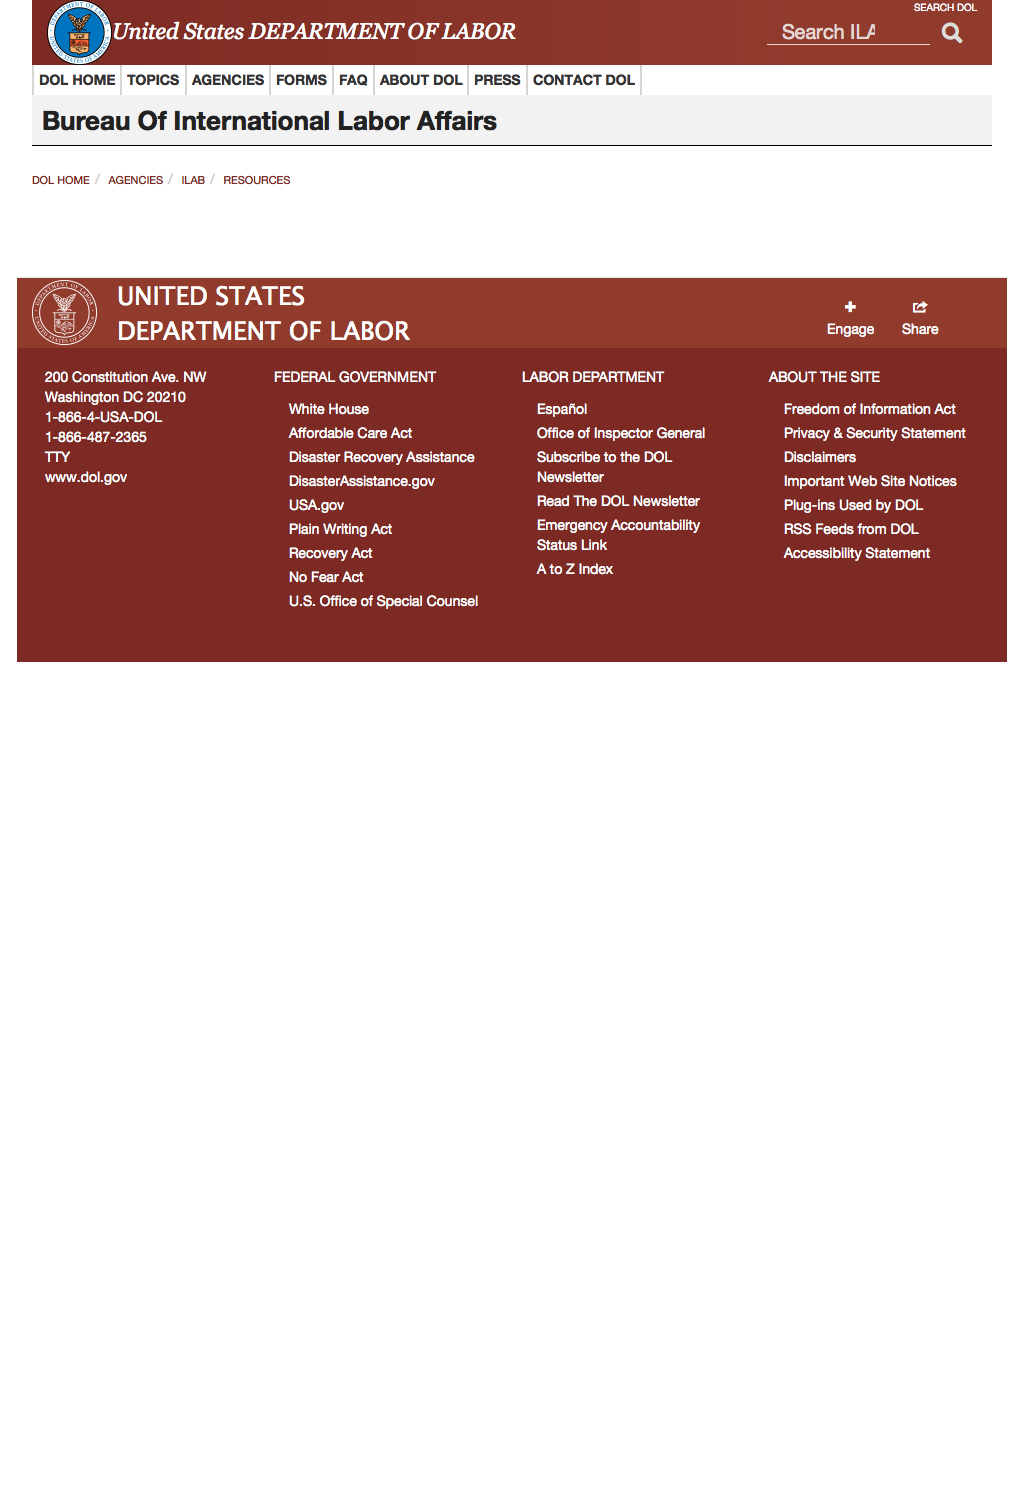 SEARCH DOL
United States DEPARTMENT OF LABOR
Search ILA
DOL HOME TOPICS AGENCIES FORMS FAQ ABOUT DOL PRESS CONTACT DOL
Bureau Of International Labor Affairs
DOL HOME / AGENCIES / ILAB / RESOURCES
UNITED STATES
DEPARTMENT OF LABOR
Engage
Share
200 Constitution Ave. NW
Washington DC 20210
1-866-4-USA-DOL
1-866-487-2365
TTY
www.dol.gov
FEDERAL GOVERNMENT
White House
Affordable Care Act
Disaster Recovery Assistance
DisasterAssistance.gov
USA.gov
Plain Writing Act
Recovery Act
No Fear Act
U.S. Office of Special Counsel
LABOR DEPARTMENT
Español
Office of Inspector General
Subscribe to the DOL
Newsletter
Read The DOL Newsletter
Emergency Accountability
Status Link
A to Z Index
ABOUT THE SITE
Freedom of Information Act
Privacy & Security Statement
Disclaimers
Important Web Site Notices
Plug-ins Used by DOL
RSS Feeds from DOL
Accessibility Statement